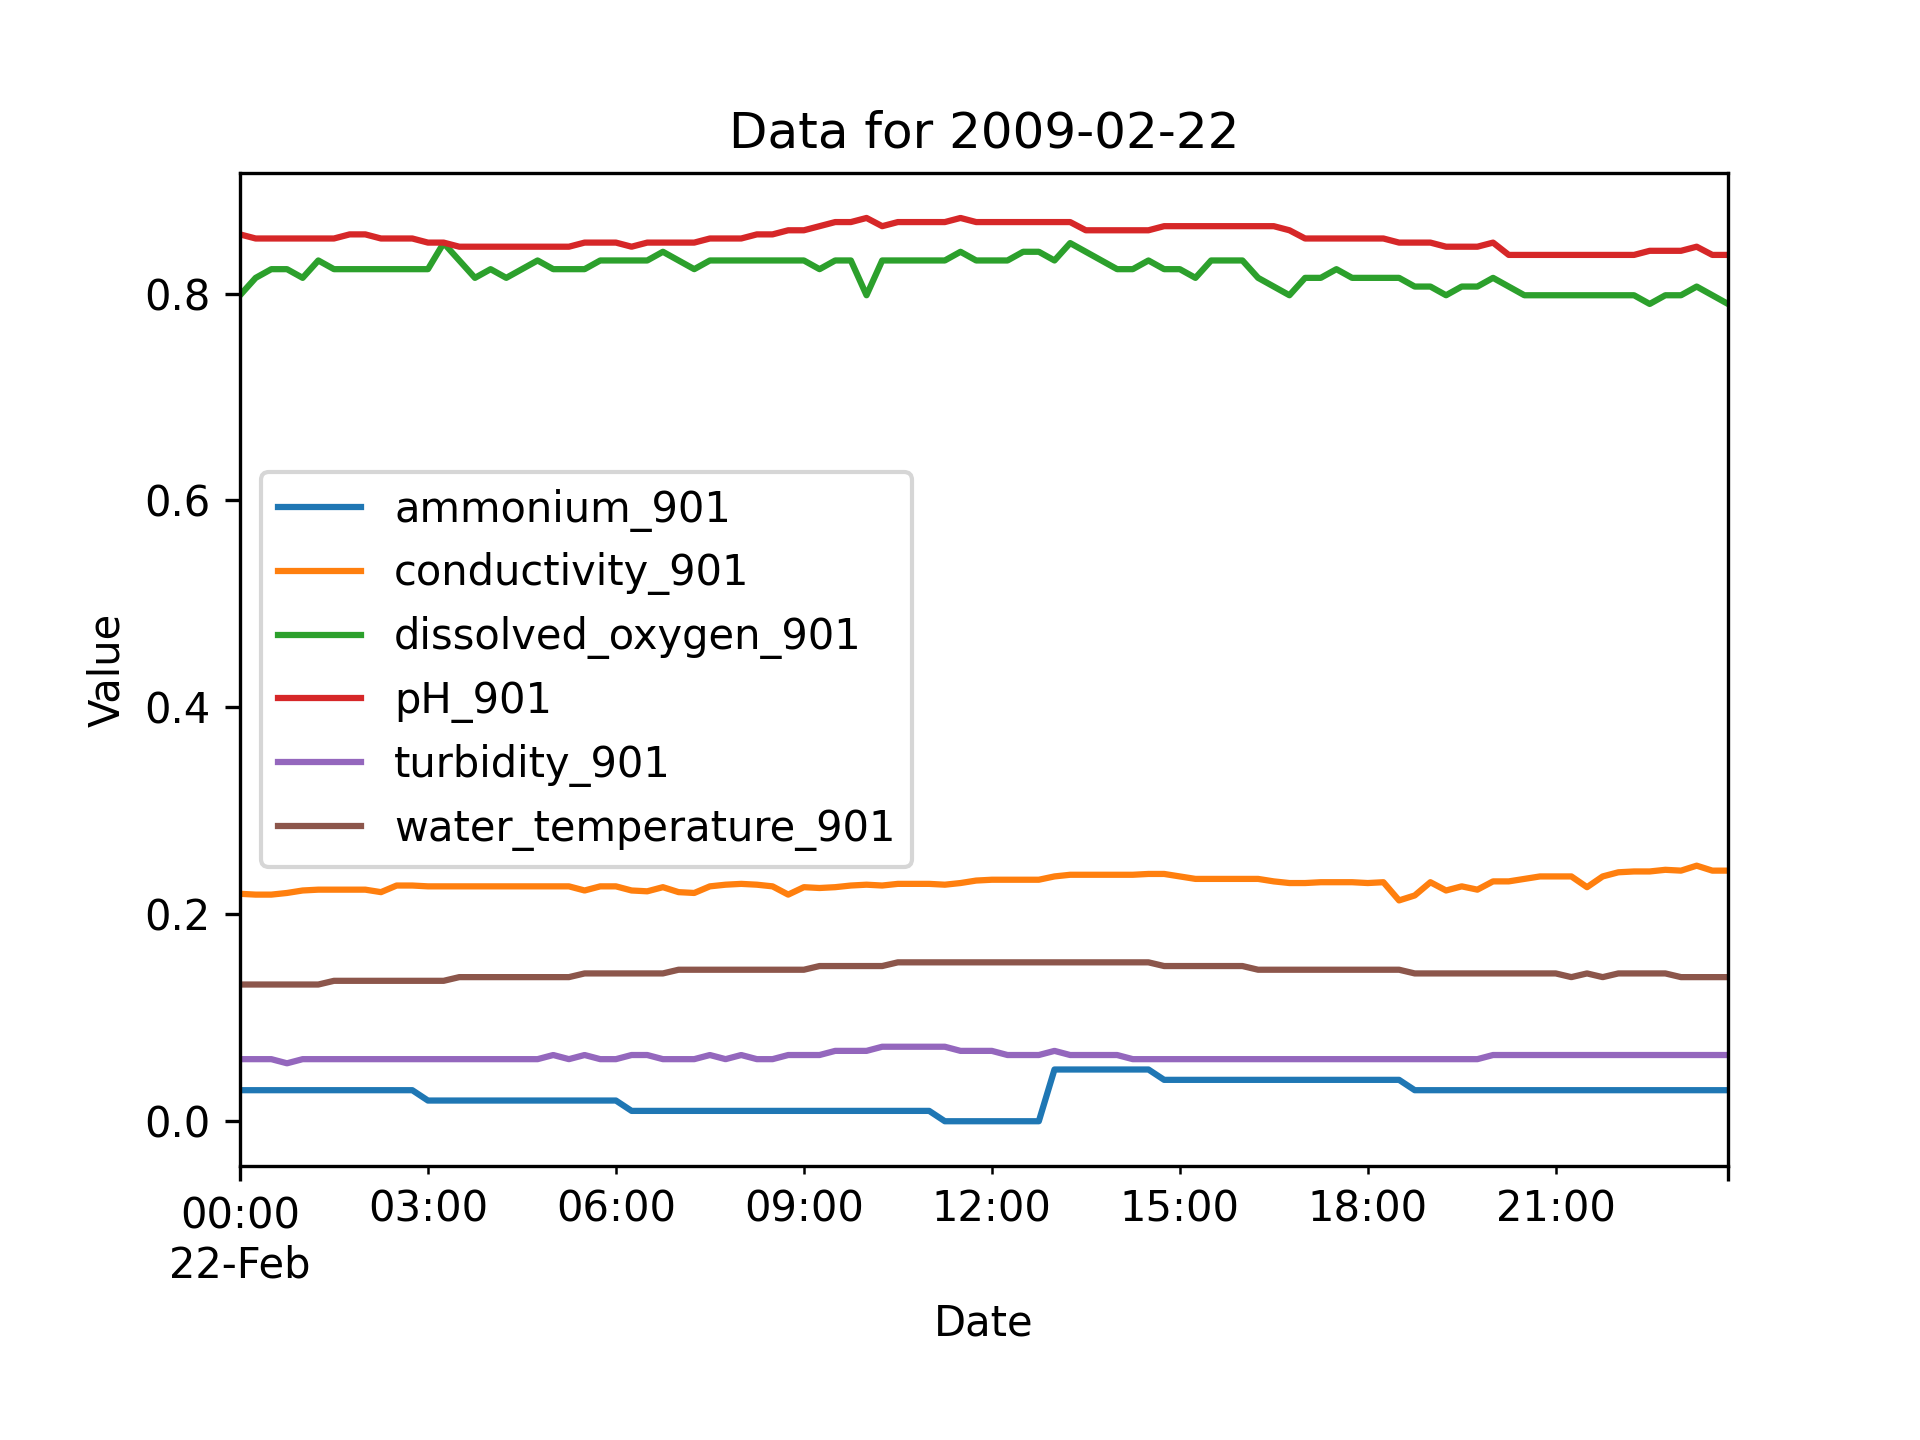 Data for 2009-02-22
Value
0.8
0.6
0.4
0.2
0.0
ammonium_901
conductivity_901
dissolved_oxygen_901
pH_901
turbidity_901
water_temperature_901
00:00 03:00 06:00 09:00 12:00 15:00 18:00 21:00
22-Feb
Date